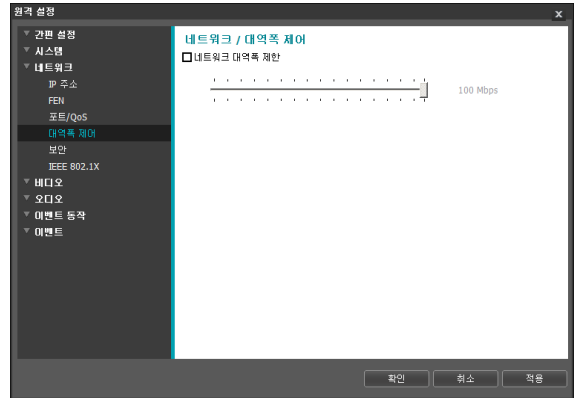 원격 설정
x
간편 설정
시스템
네트워크
IP 주소
FEN
포트/QoS
대역폭 제어
보안
IEEE 802.1X
비디오
오디오
이벤트 동작
이벤트
네트워크 / 대역폭 제어
네트워크 대역폭 제한
100 Mbps
확인 취소 적용